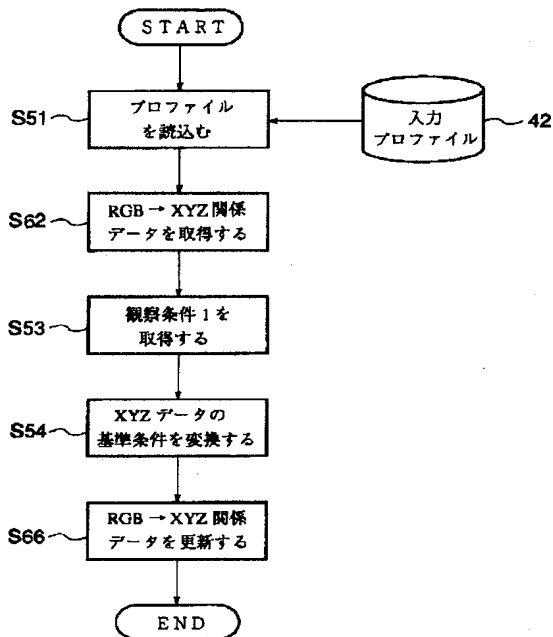 START
S51
プロファイル
を読込む
入力
プロファイル
42
S62
RGB → XYZ 関係
データを取得する
S53
観察条件 1 を
取得する
S54
XYZ データの
基準条件を変換する
S66
RGB → XYZ 関係
データを更新する
END